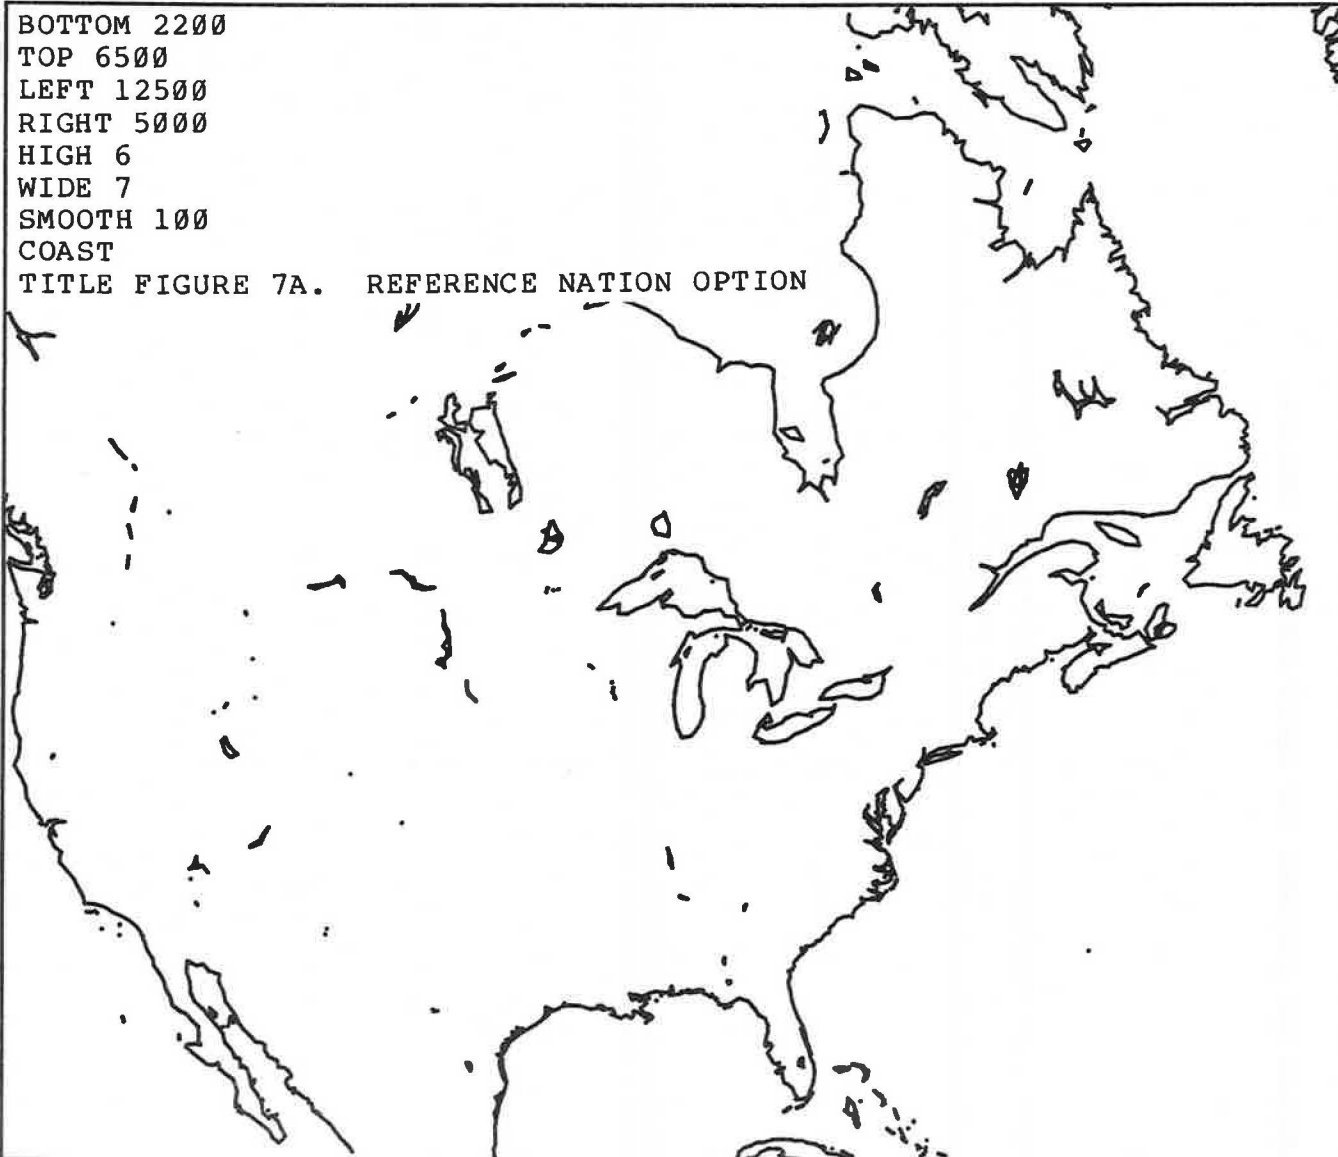 BOTTOM 2200
TOP 6500
LEFT 12500
RIGHT 5000
HIGH 6
WIDE 7
SMOOTH 100
COAST
TITLE FIGURE 7A. REFERENCE NATION OPTION